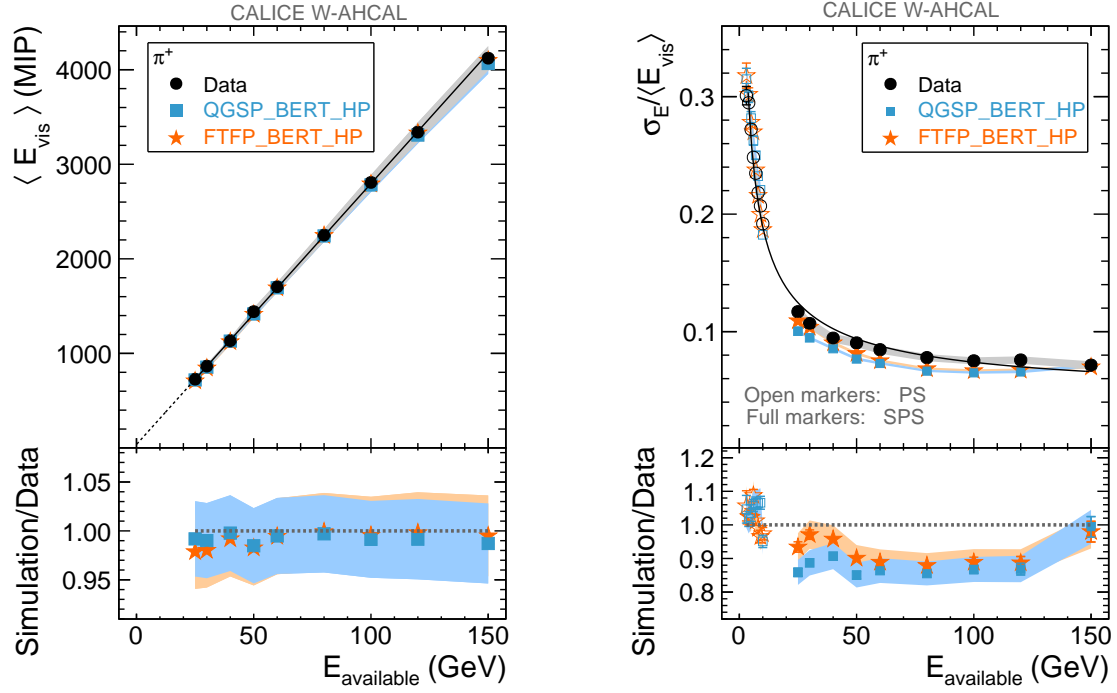 CALICE W-AHCAL
⟨ E_vis ⟩ (MIP)
4000
3000
2000
1000
π+
Data
QGSP_BERT_HP
FTFP_BERT_HP
Simulation/Data
1.05
1.00
0.95
0 50 100 150
E_available (GeV)
CALICE W-AHCAL
σ_E/⟨E_vis⟩
0.3
0.2
0.1
π+
Data
QGSP_BERT_HP
FTFP_BERT_HP
Open markers: PS
Full markers: SPS
Simulation/Data
1.2
1.1
1.0
0.9
0.8
0 50 100 150
E_available (GeV)